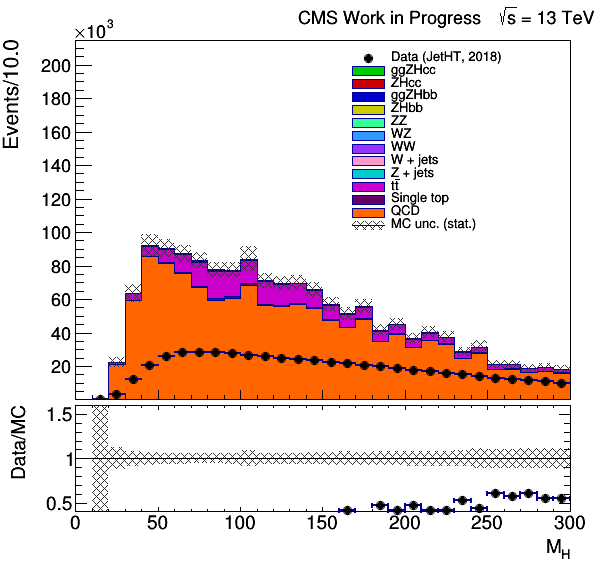 CMS Work in Progress √s = 13 TeV
×10³
Events/10.0
200
180
160
140
120
100
80
60
40
20
Data (JetHT, 2018)
ggZHcc
ZHcc
ggZHbb
ZHbb
ZZ
WZ
WW
W + jets
Z + jets
tt̄
Single top
QCD
MC unc. (stat.)
Data/MC
1.5
1
0.5
0 50 100 150 200 250 300
M_H